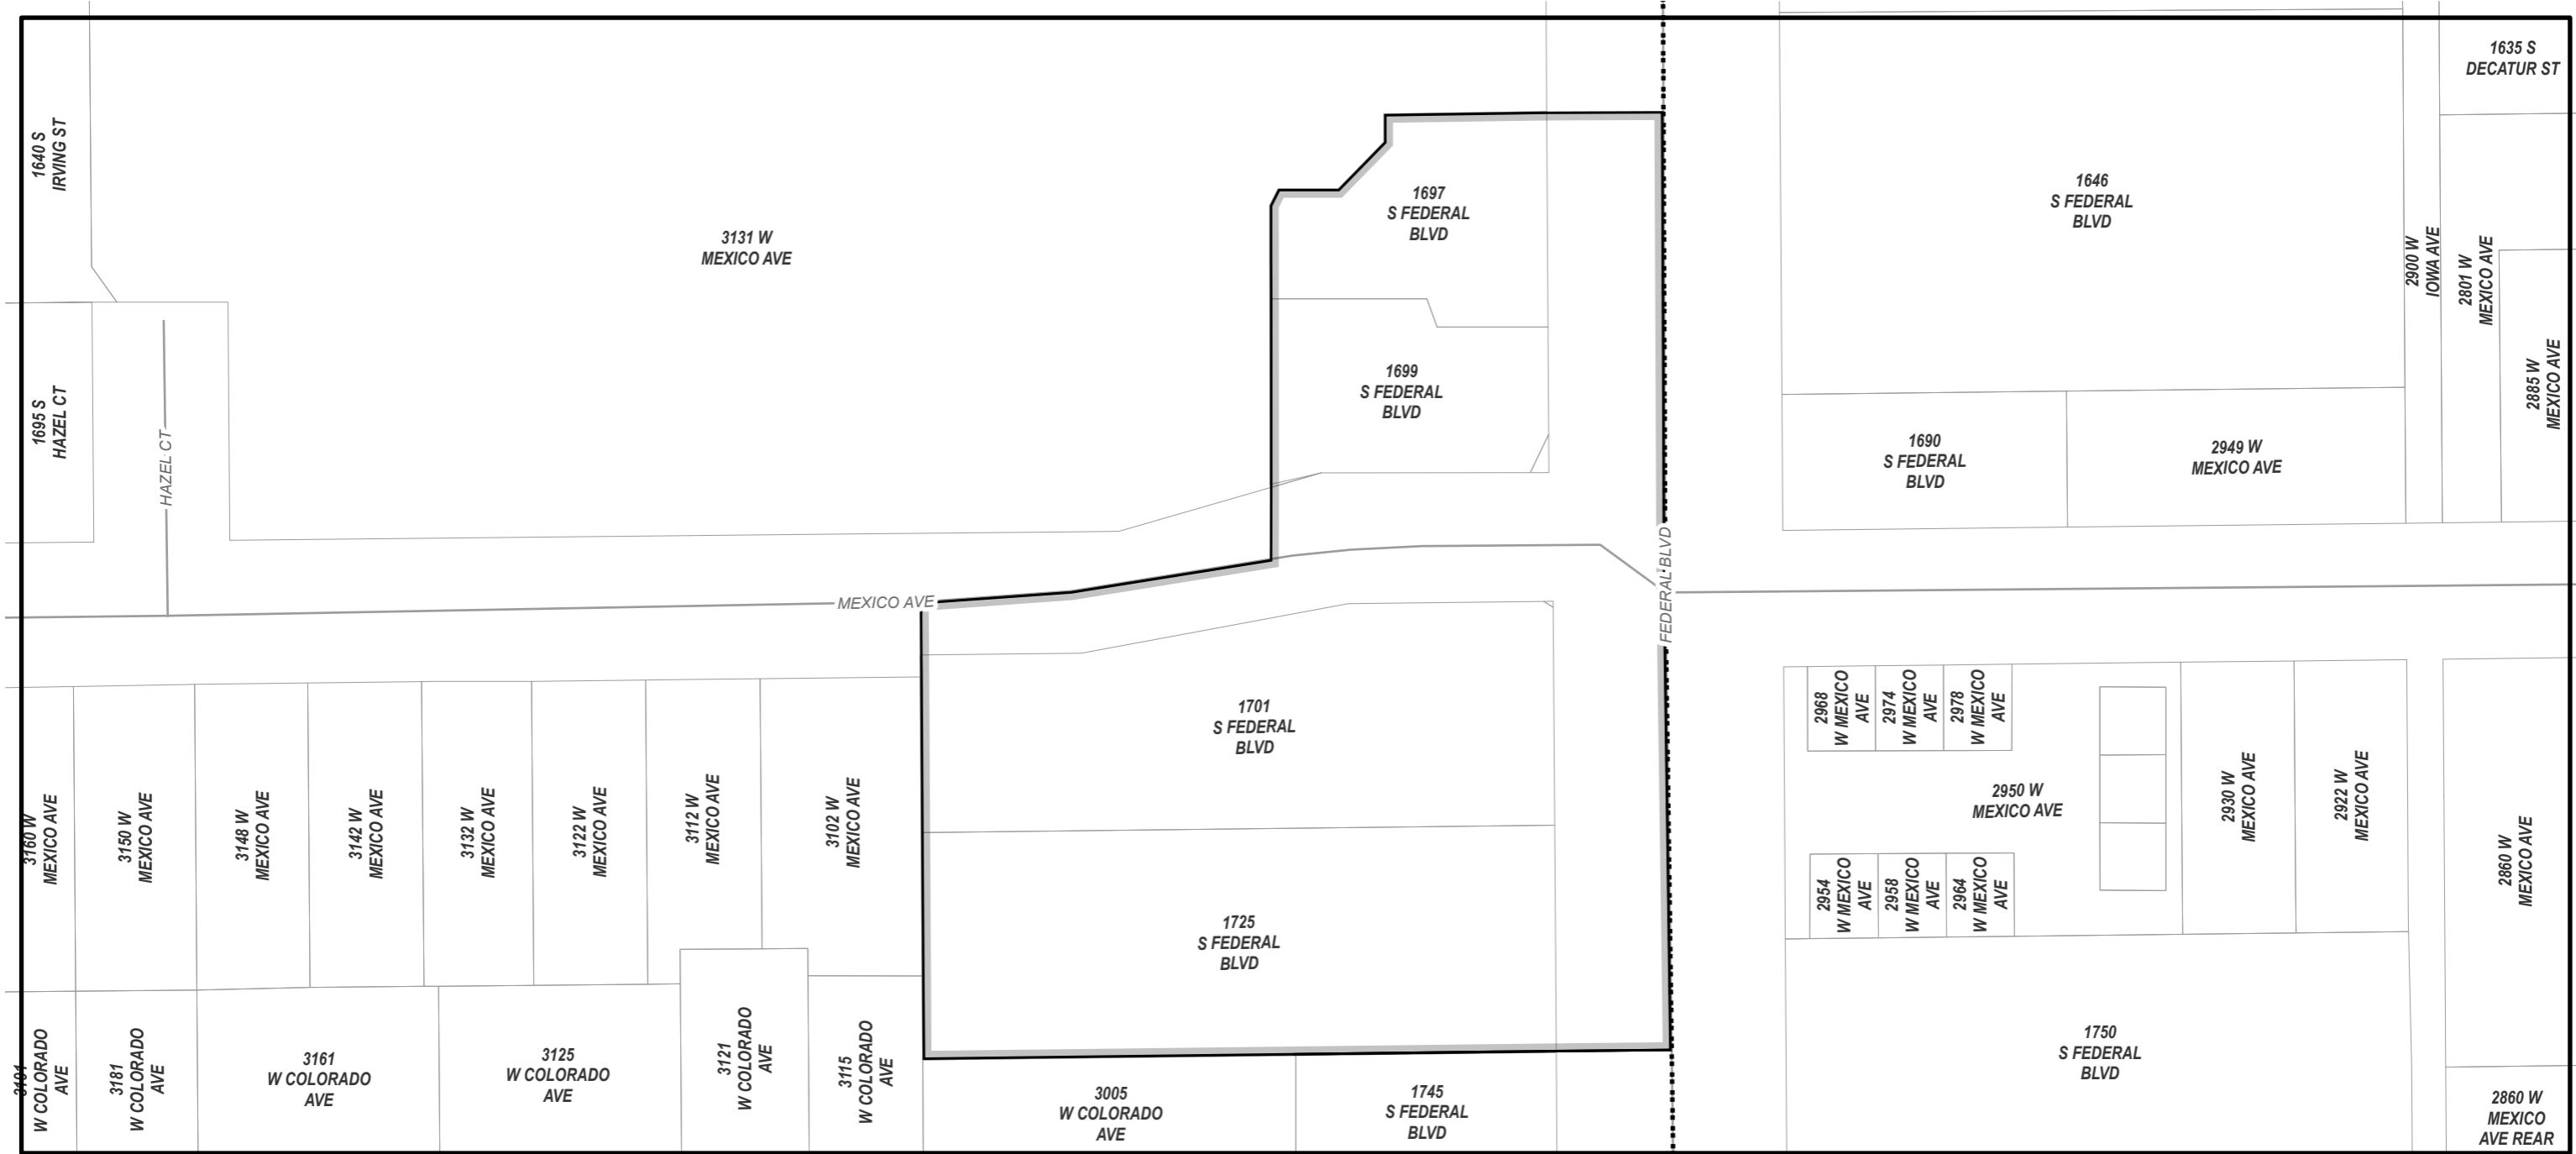 1640 S
IRVING ST
3131 W
MEXICO AVE
1697
S FEDERAL
BLVD
1646
S FEDERAL
BLVD
1635 S
DECATUR ST
2900 W
IOWA AVE
2801 W
MEXICO AVE
2885 W
MEXICO AVE
1695 S
HAZEL CT
HAZEL CT
1699
S FEDERAL
BLVD
1690
S FEDERAL
BLVD
2949 W
MEXICO AVE
MEXICO AVE
FEDERAL BLVD
3160 W
MEXICO AVE
3150 W
MEXICO AVE
3148 W
MEXICO AVE
3142 W
MEXICO AVE
3132 W
MEXICO AVE
3122 W
MEXICO AVE
3112 W
MEXICO AVE
3102 W
MEXICO AVE
1701
S FEDERAL
BLVD
2968
W MEXICO
AVE
2974
W MEXICO
AVE
2978
W MEXICO
AVE
2950 W
MEXICO AVE
2930 W
MEXICO AVE
2922 W
MEXICO AVE
2860 W
MEXICO AVE
1725
S FEDERAL
BLVD
2954
W MEXICO
AVE
2958
W MEXICO
AVE
2964
W MEXICO
AVE
3191
W COLORADO
AVE
3181
W COLORADO
AVE
3161
W COLORADO
AVE
3125
W COLORADO
AVE
3121
W COLORADO
AVE
3115
W COLORADO
AVE
3005
W COLORADO
AVE
1745
S FEDERAL
BLVD
1750
S FEDERAL
BLVD
2860 W
MEXICO
AVE REAR